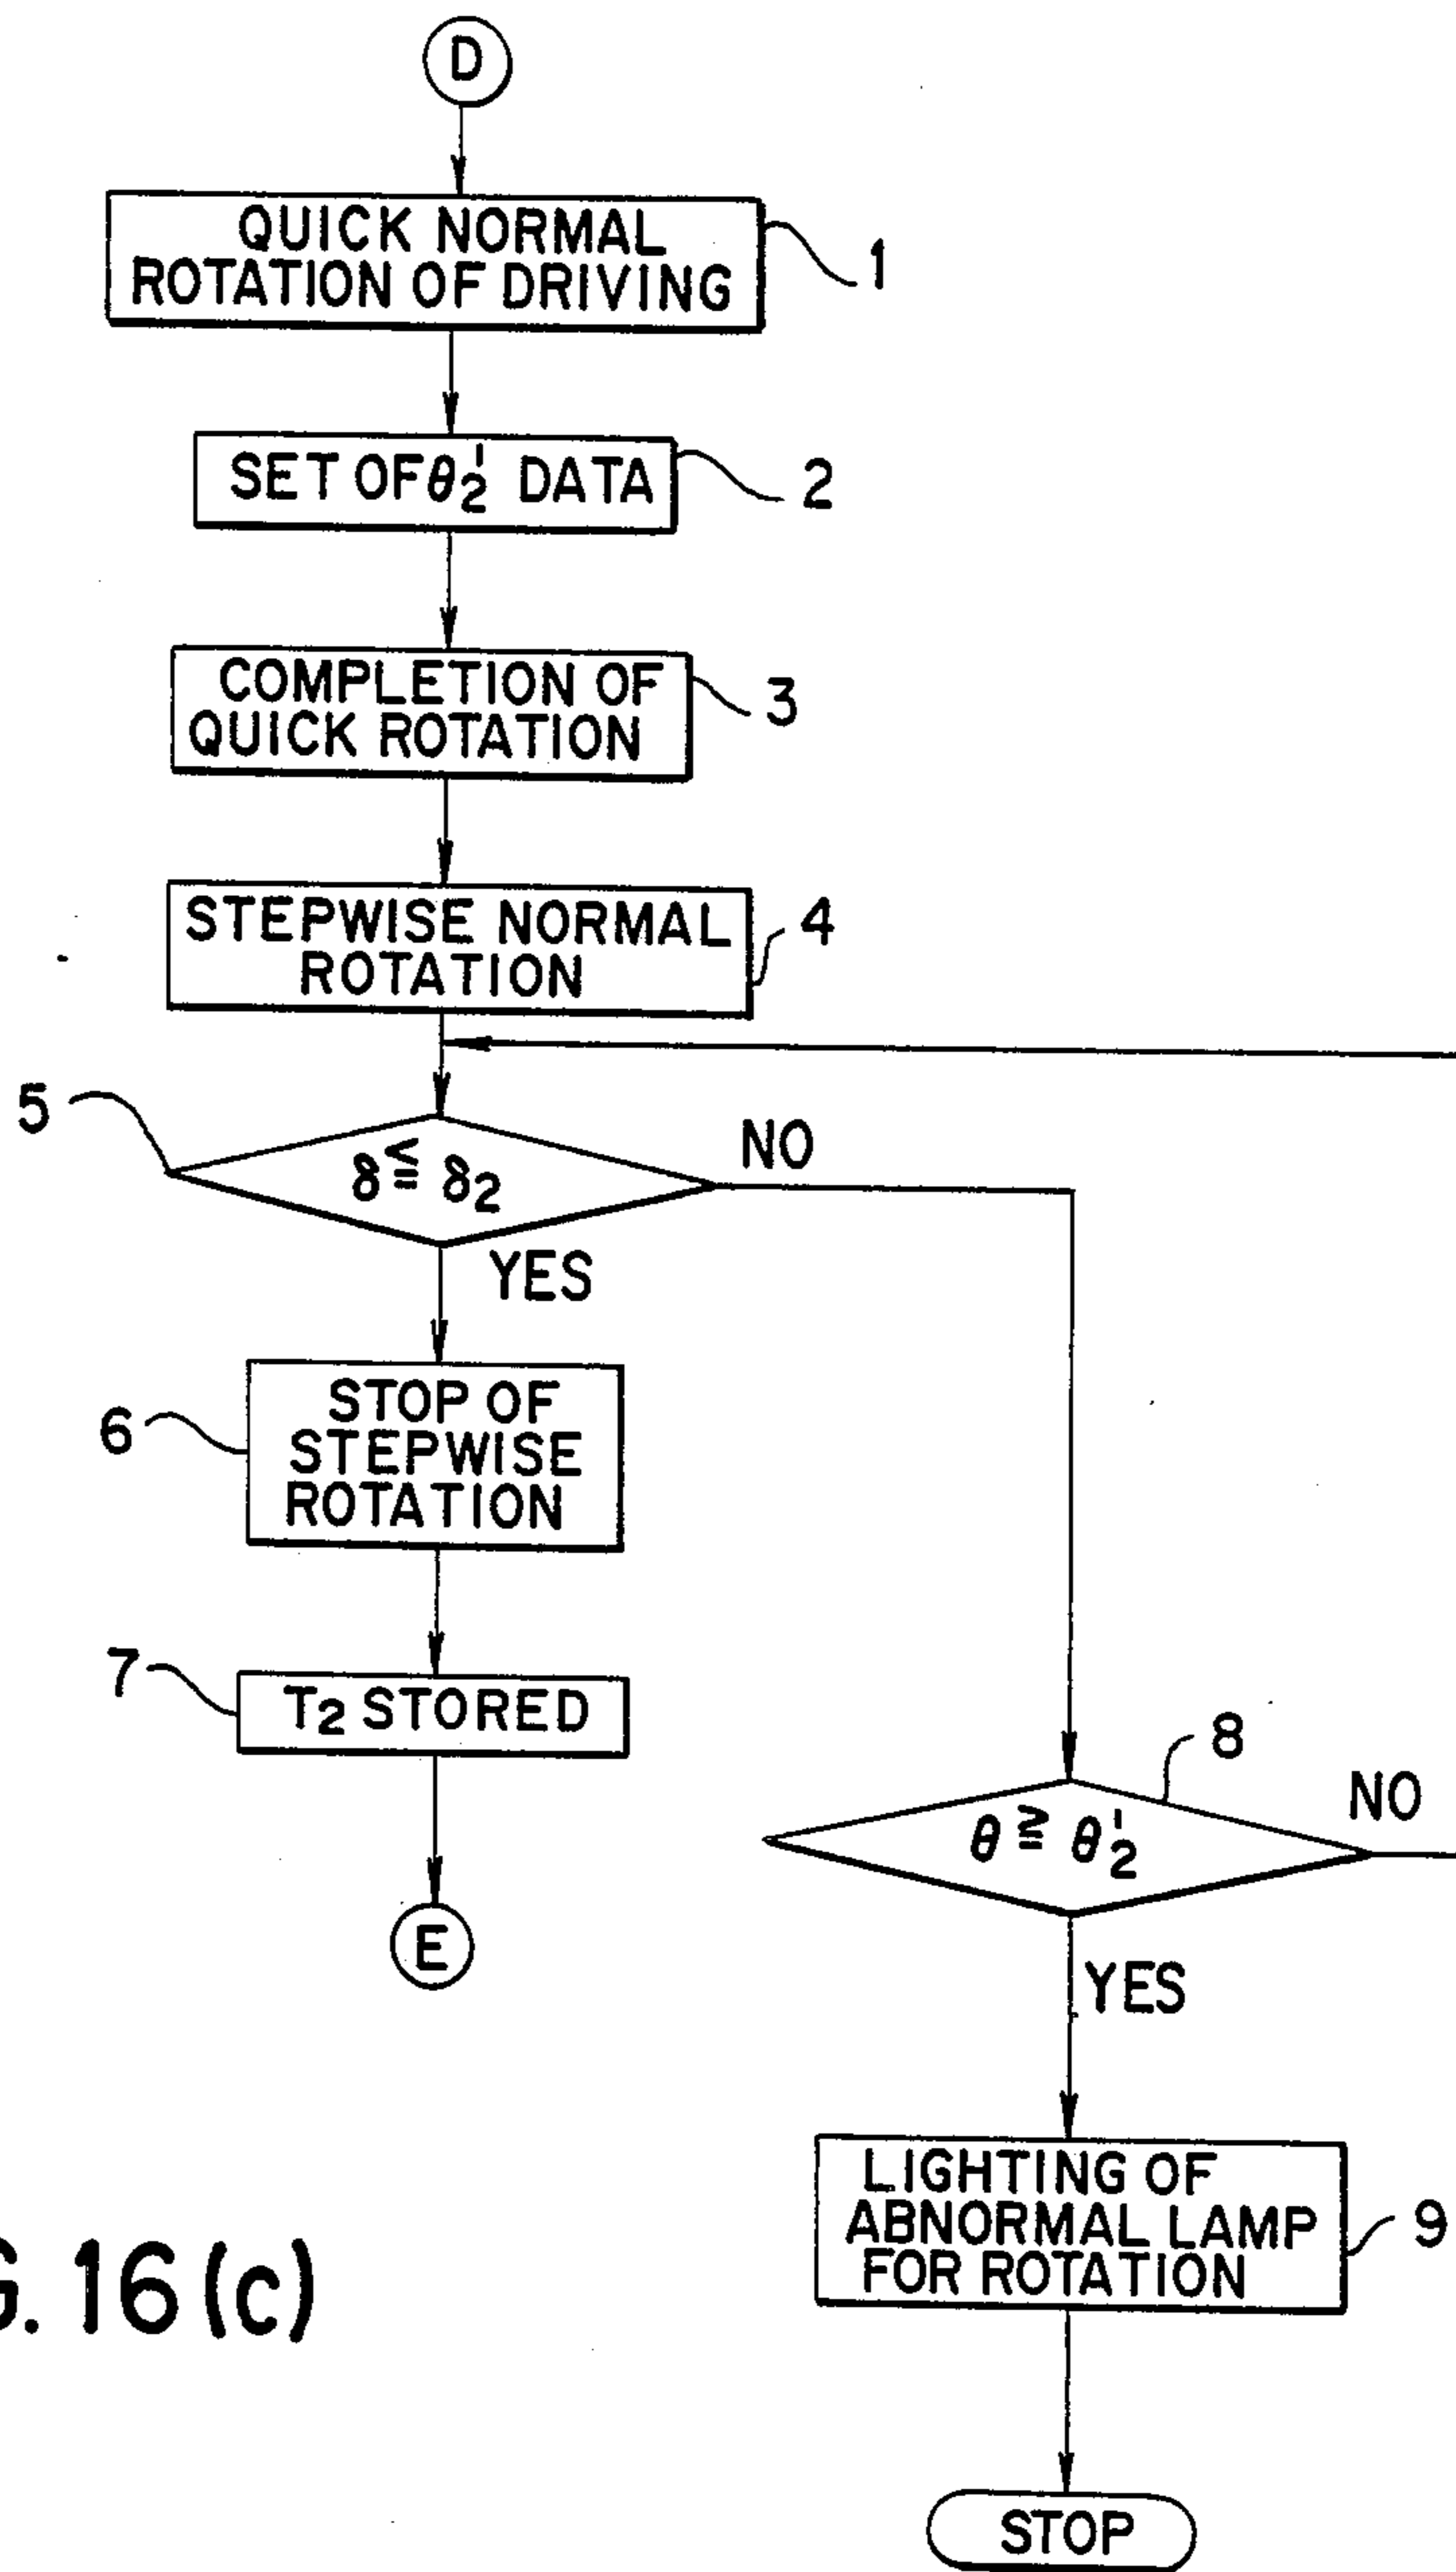 D
QUICK NORMAL
ROTATION OF DRIVING
1
SET OF θ2' DATA
2
COMPLETION OF
QUICK ROTATION
3
STEPWISE NORMAL
ROTATION
4
5
δ ≦ δ2
NO
YES
STOP OF
STEPWISE
ROTATION
6
7
T2 STORED
E
8
θ ≧ θ2'
NO
YES
LIGHTING OF
ABNORMAL LAMP
FOR ROTATION
9
G. 16 (c)
STOP